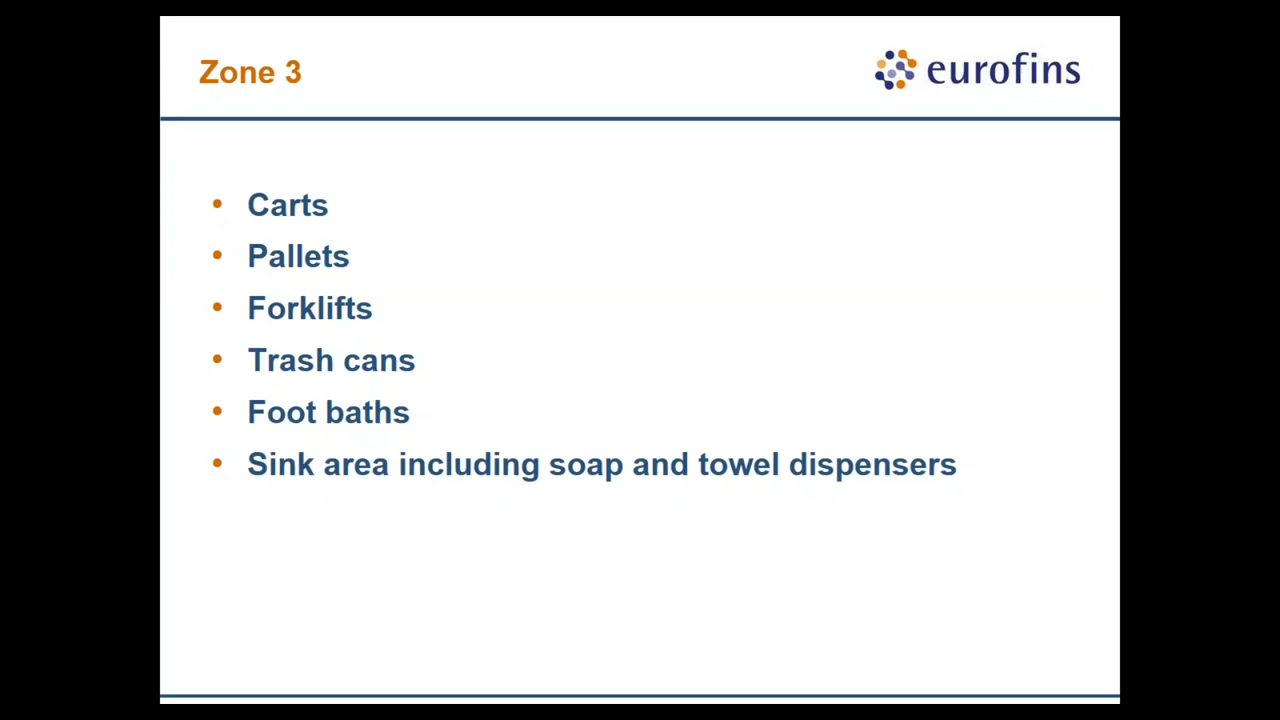 Zone 3
eurofins
• Carts
• Pallets
• Forklifts
• Trash cans
• Foot baths
• Sink area including soap and towel dispensers